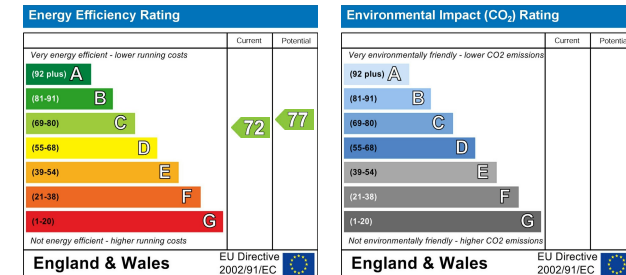 Energy Efficiency Rating
Current Potential
Very energy efficient - lower running costs
(92 plus) A
(81-91) B
(69-80) C
(55-68) D
(39-54) E
(21-38) F
(1-20) G
72
77
Not energy efficient - higher running costs
England & Wales
EU Directive
2002/91/EC
Environmental Impact (CO₂) Rating
Current Potential
Very environmentally friendly - lower CO2 emissions
(92 plus) A
(81-91) B
(69-80) C
(55-68) D
(39-54) E
(21-38) F
(1-20) G
Not environmentally friendly - higher CO2 emissions
England & Wales
EU Directive
2002/91/EC